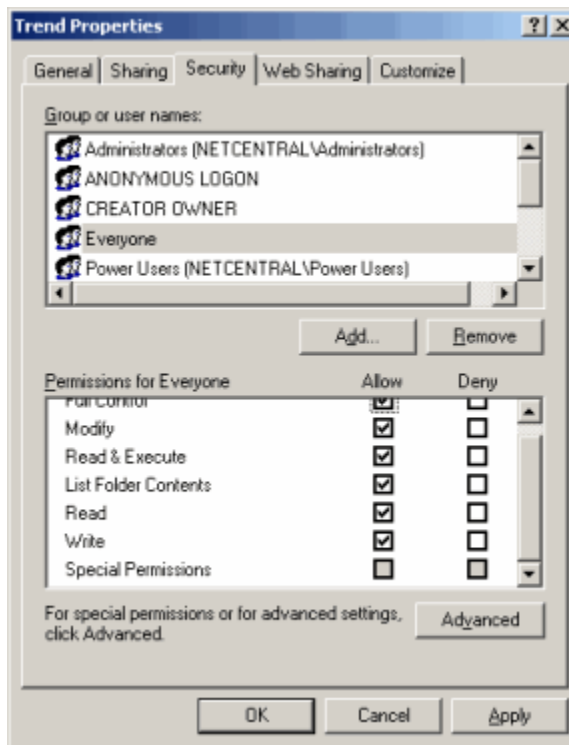 Trend Properties
General Sharing Security Web Sharing Customize
Group or user names:
Administrators (NETCENTRAL\Administrators)
ANONYMOUS LOGON
CREATOR OWNER
Everyone
Power Users (NETCENTRAL\Power Users)
Add... Remove
Permissions for Everyone Allow Deny
Full Control
Modify
Read & Execute
List Folder Contents
Read
Write
Special Permissions
For special permissions or for advanced settings, Advanced
click Advanced.
OK Cancel Apply